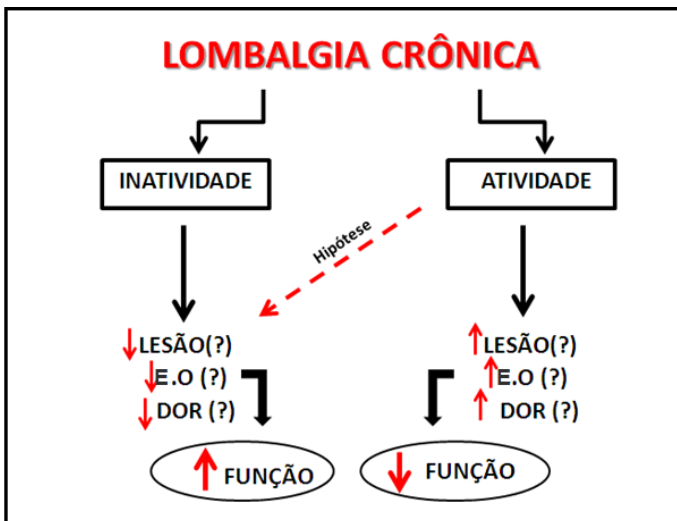 LOMBALGIA CRÔNICA
INATIVIDADE
ATIVIDADE
Hipótese
↓LESÃO(?)
↓E.O (?)
↓DOR (?)
↑LESÃO(?)
↑E.O (?)
↑DOR (?)
↑FUNÇÃO
↓FUNÇÃO